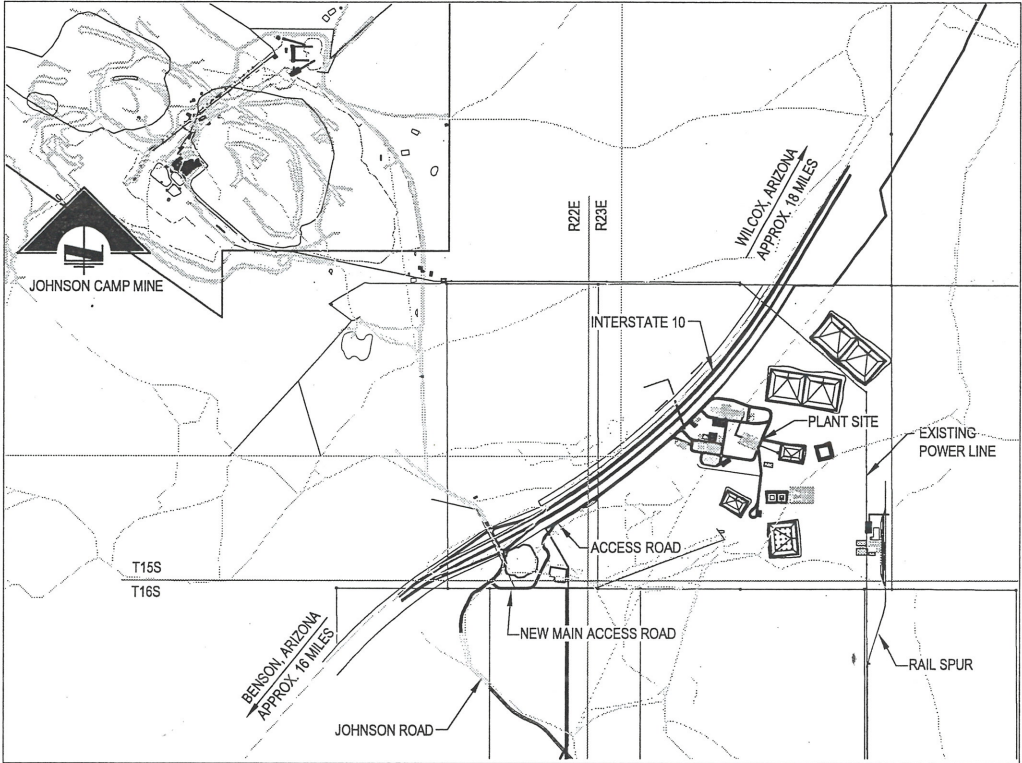 WILCOX, ARIZONA
APPROX. 18 MILES
R22E
R23E
JOHNSON CAMP MINE
INTERSTATE 10
PLANT SITE
EXISTING
POWER LINE
ACCESS ROAD
T15S
T16S
NEW MAIN ACCESS ROAD
BENSON, ARIZONA
APPROX. 16 MILES
RAIL SPUR
JOHNSON ROAD